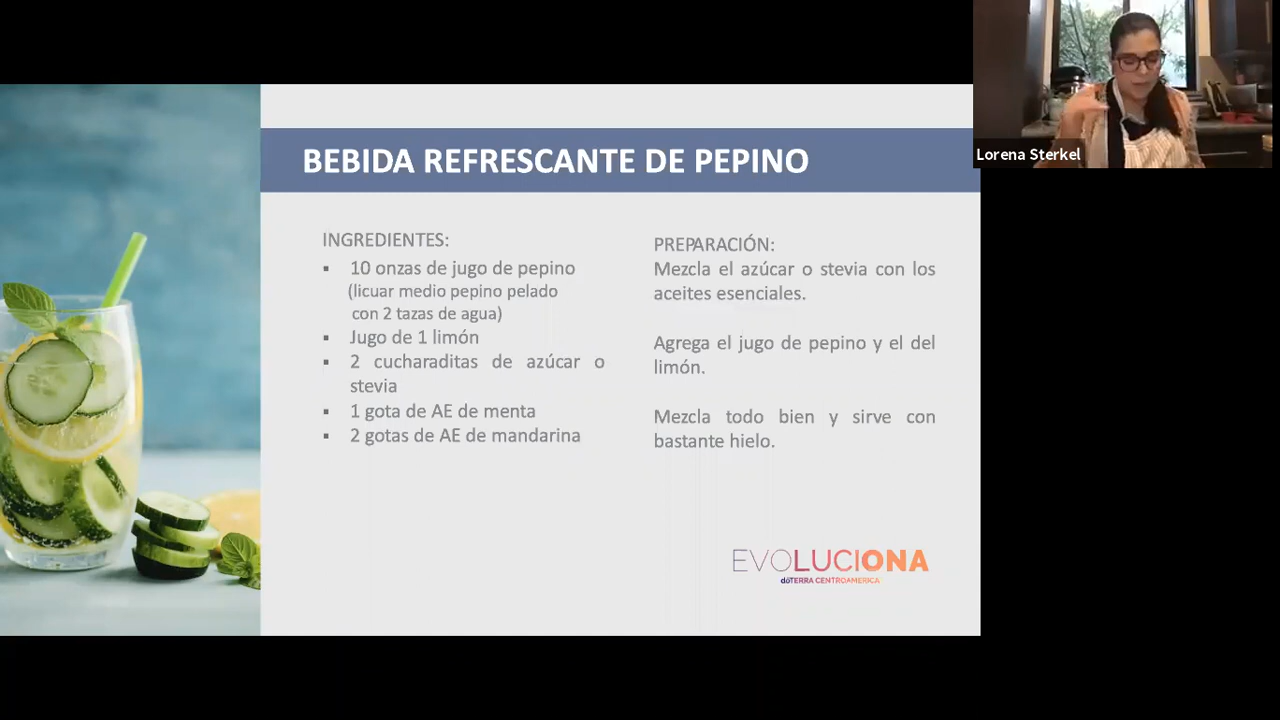 BEBIDA REFRESCANTE DE PEPINO
INGREDIENTES:
▪ 10 onzas de jugo de pepino
(licuar medio pepino pelado
con 2 tazas de agua)
▪ Jugo de 1 limón
▪ 2 cucharaditas de azúcar o
stevia
▪ 1 gota de AE de menta
▪ 2 gotas de AE de mandarina
PREPARACIÓN:
Mezcla el azúcar o stevia con los
aceites esenciales.
Agrega el jugo de pepino y el del
limón.
Mezcla todo bien y sirve con
bastante hielo.
EVOLUCIONA
dōTERRA CENTROAMERICA
Lorena Sterkel